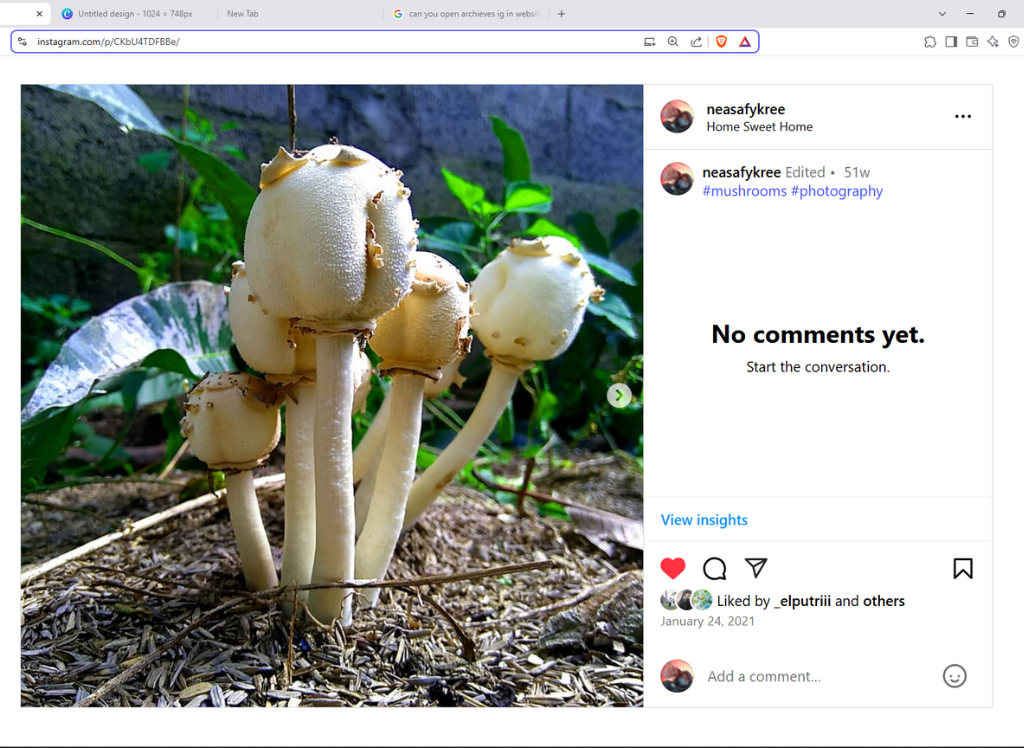 Untitled design - 1024 × 748px
New Tab
can you open archieves ig in websit
instagram.com/p/CKbU4TDFBBe/
neasafykree
Home Sweet Home
neasafykree Edited • 51w
#mushrooms #photography
No comments yet.
Start the conversation.
View insights
Liked by _elputriii and others
January 24, 2021
Add a comment...